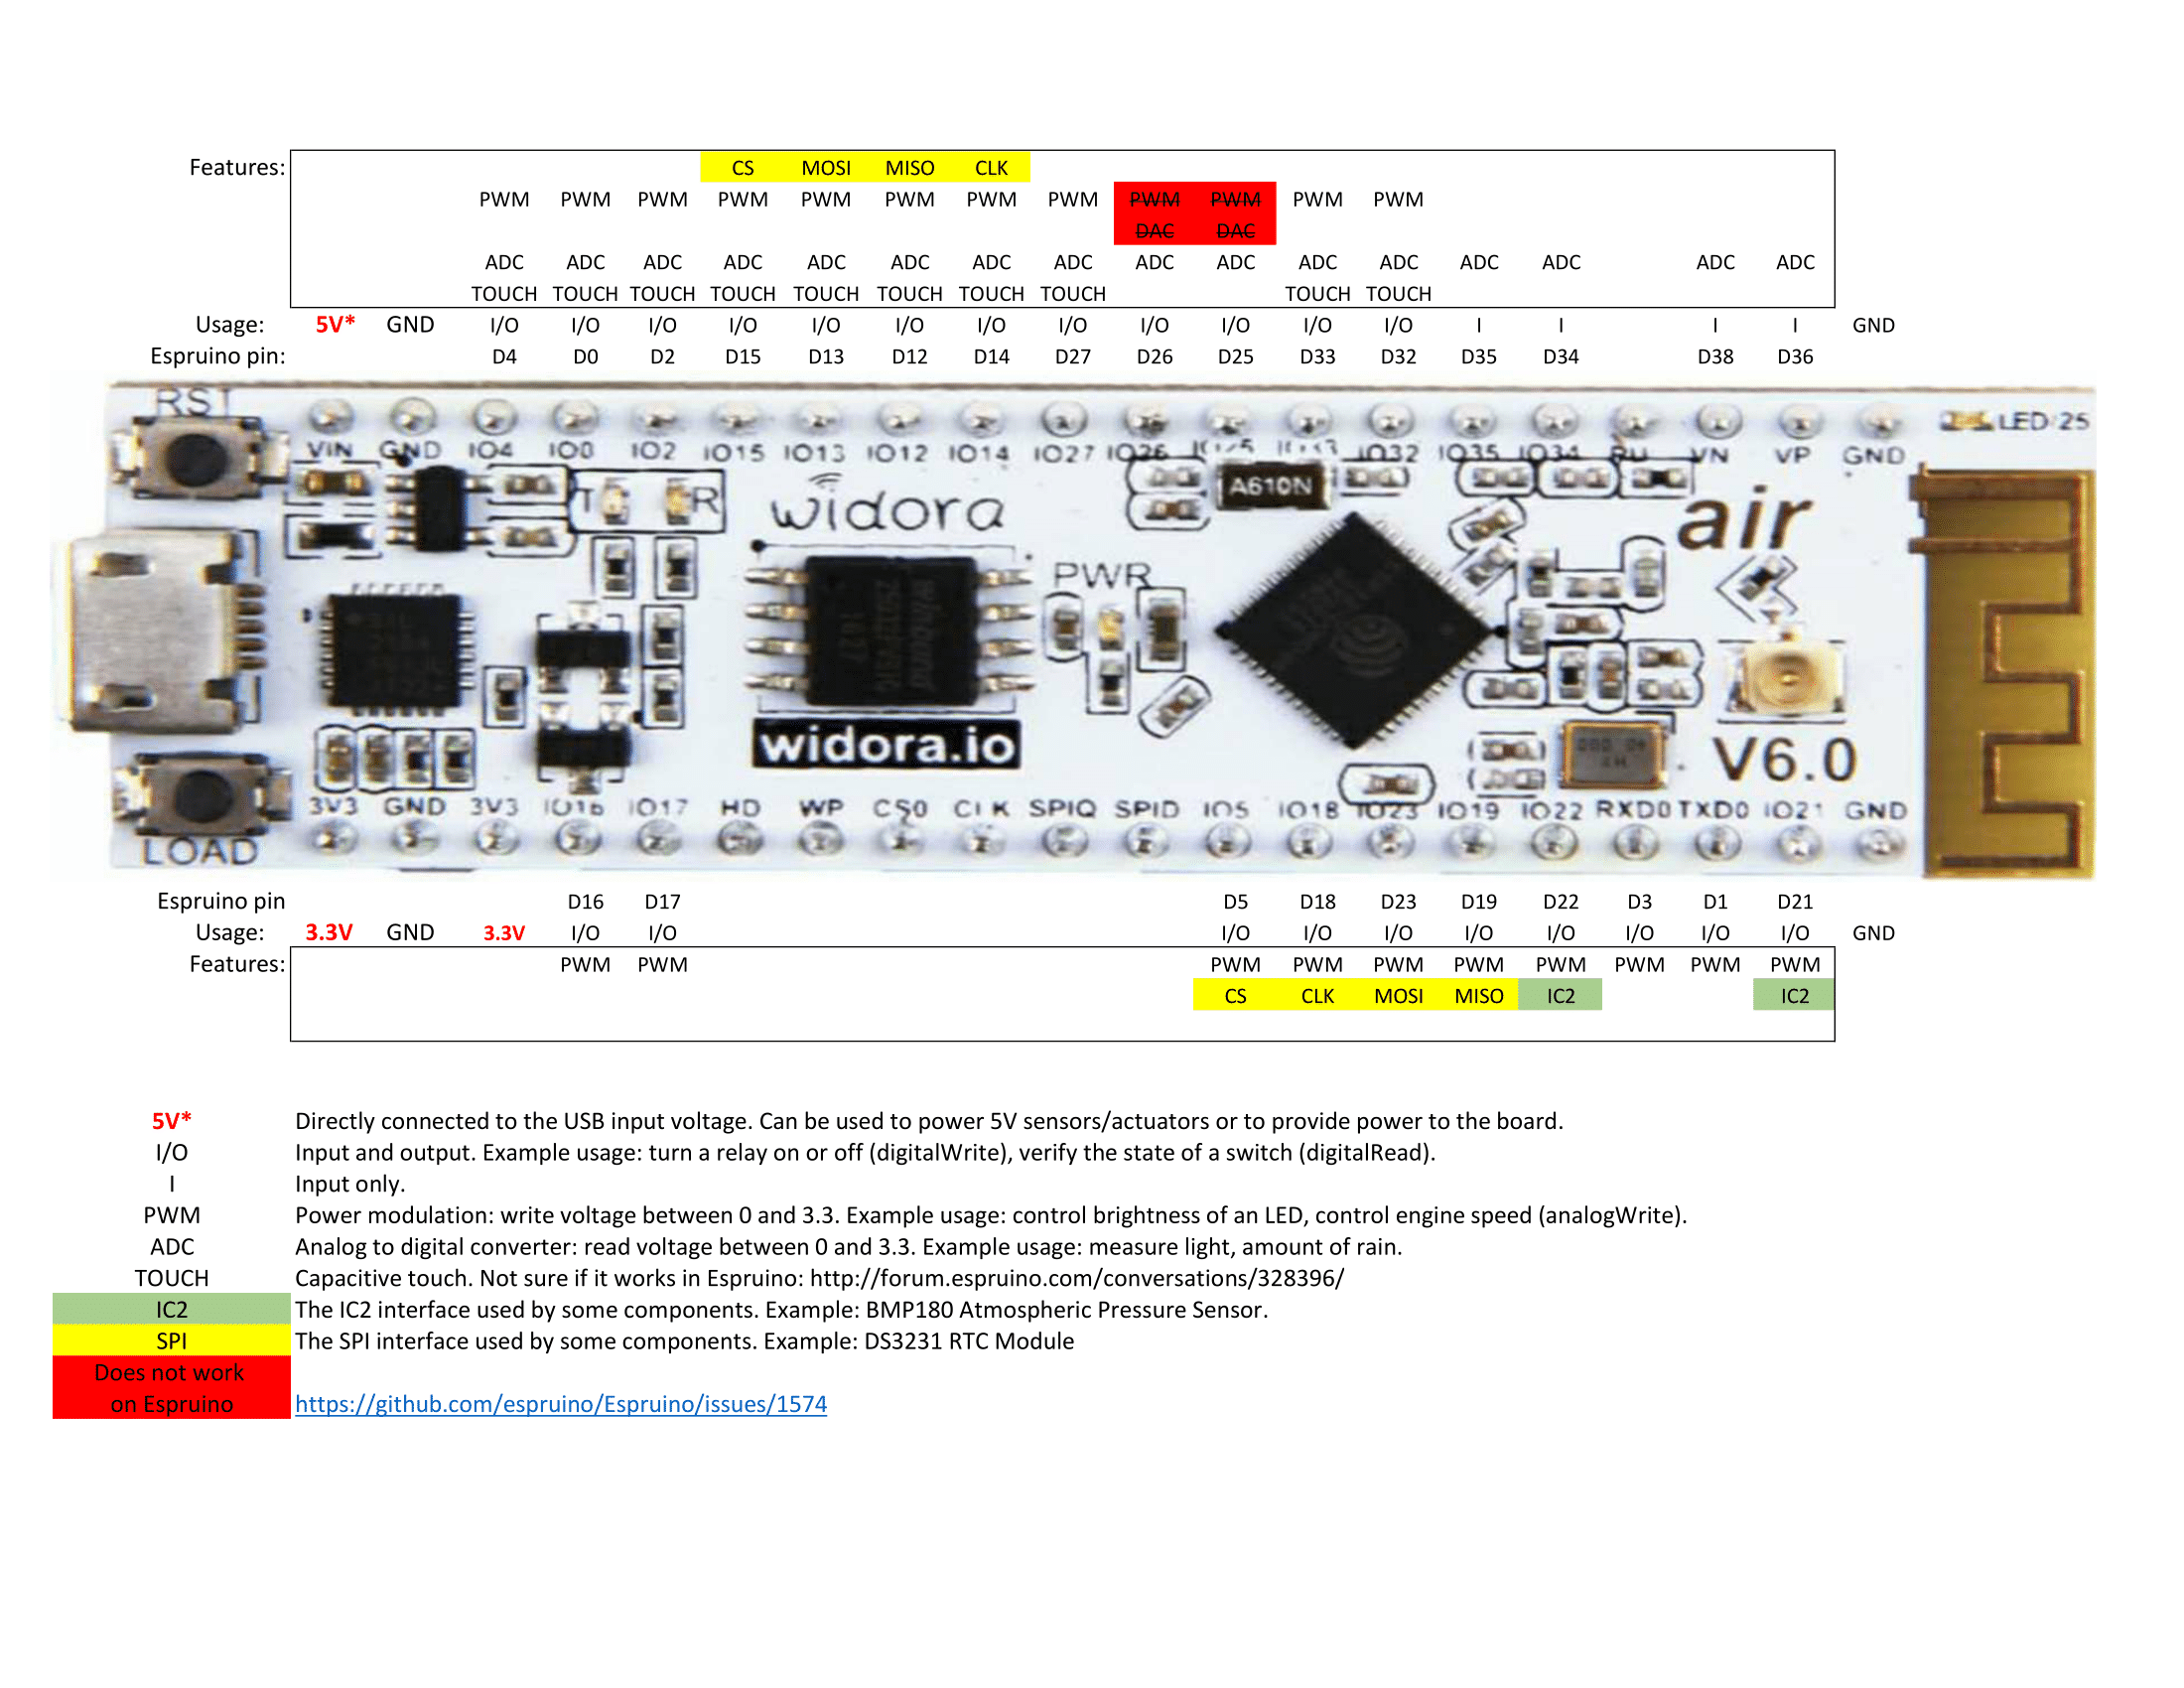 Features: CS MOSI MISO CLK
PWM PWM PWM PWM PWM PWM PWM PWM PWM PWM PWM PWM
DAC DAC
ADC ADC ADC ADC ADC ADC ADC ADC ADC ADC ADC ADC ADC ADC ADC ADC
TOUCH TOUCH TOUCH TOUCH TOUCH TOUCH TOUCH TOUCH TOUCH TOUCH
Usage: 5V* GND I/O I/O I/O I/O I/O I/O I/O I/O I/O I/O I/O I/O I I I I GND
Espruino pin: D4 D0 D2 D15 D13 D12 D14 D27 D26 D25 D33 D32 D35 D34 D38 D36
RST
LED/25
VIN GND IO4 IO0 IO2 IO15 IO13 IO12 IO14 IO27 IO26 IO32 IO35 IO34 VN VP GND
T R
widora
A610N
air
PWR
winbond
widora.io
V6.0
3V3 GND 3V3 IO16 IO17 HD WP CS0 CLK SPIQ SPID IO5 IO18 IO23 IO19 IO22 RXD0 TXD0 IO21 GND
LOAD
Espruino pin D16 D17 D5 D18 D23 D19 D22 D3 D1 D21
Usage: 3.3V GND 3.3V I/O I/O I/O I/O I/O I/O I/O I/O I/O I/O GND
Features: PWM PWM PWM PWM PWM PWM PWM PWM PWM PWM
CS CLK MOSI MISO IC2 IC2
5V* Directly connected to the USB input voltage. Can be used to power 5V sensors/actuators or to provide power to the board.
I/O Input and output. Example usage: turn a relay on or off (digitalWrite), verify the state of a switch (digitalRead).
I Input only.
PWM Power modulation: write voltage between 0 and 3.3. Example usage: control brightness of an LED, control engine speed (analogWrite).
ADC Analog to digital converter: read voltage between 0 and 3.3. Example usage: measure light, amount of rain.
TOUCH Capacitive touch. Not sure if it works in Espruino: http://forum.espruino.com/conversations/328396/
IC2 The IC2 interface used by some components. Example: BMP180 Atmospheric Pressure Sensor.
SPI The SPI interface used by some components. Example: DS3231 RTC Module
Does not work
on Espruino https://github.com/espruino/Espruino/issues/1574